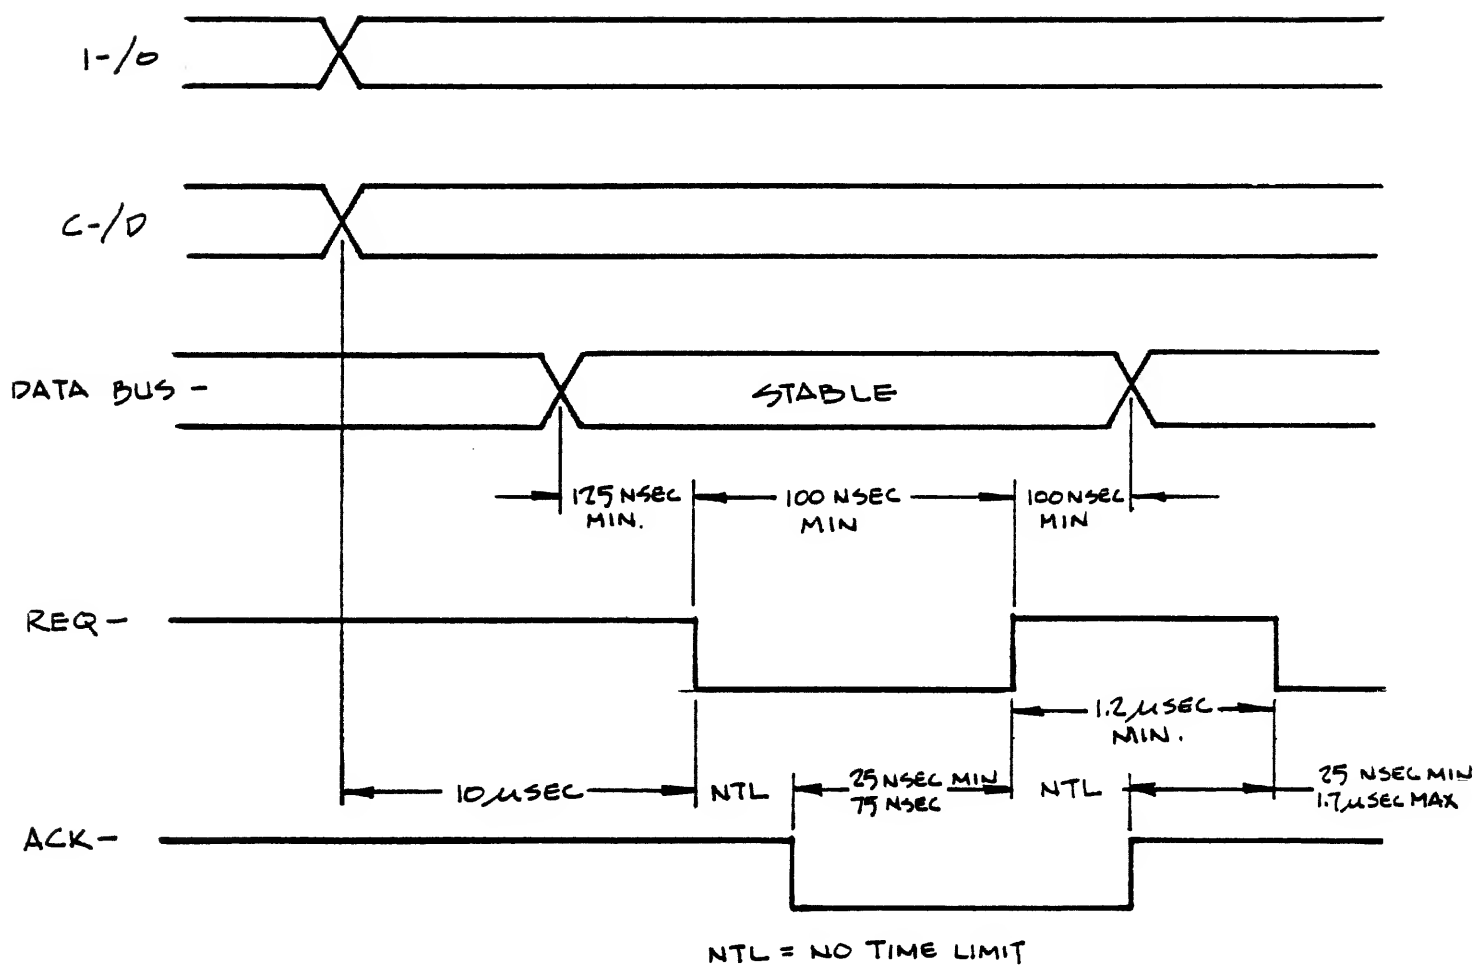 I-/O
C-/D
DATA BUS -
STABLE
125 NSEC
MIN.
100 NSEC
MIN
100 NSEC
MIN
REQ -
1.2 µSEC
MIN.
10 µSEC
NTL
25 NSEC MIN
75 NSEC
NTL
25 NSEC MIN
1.7 µSEC MAX
ACK -
NTL = NO TIME LIMIT